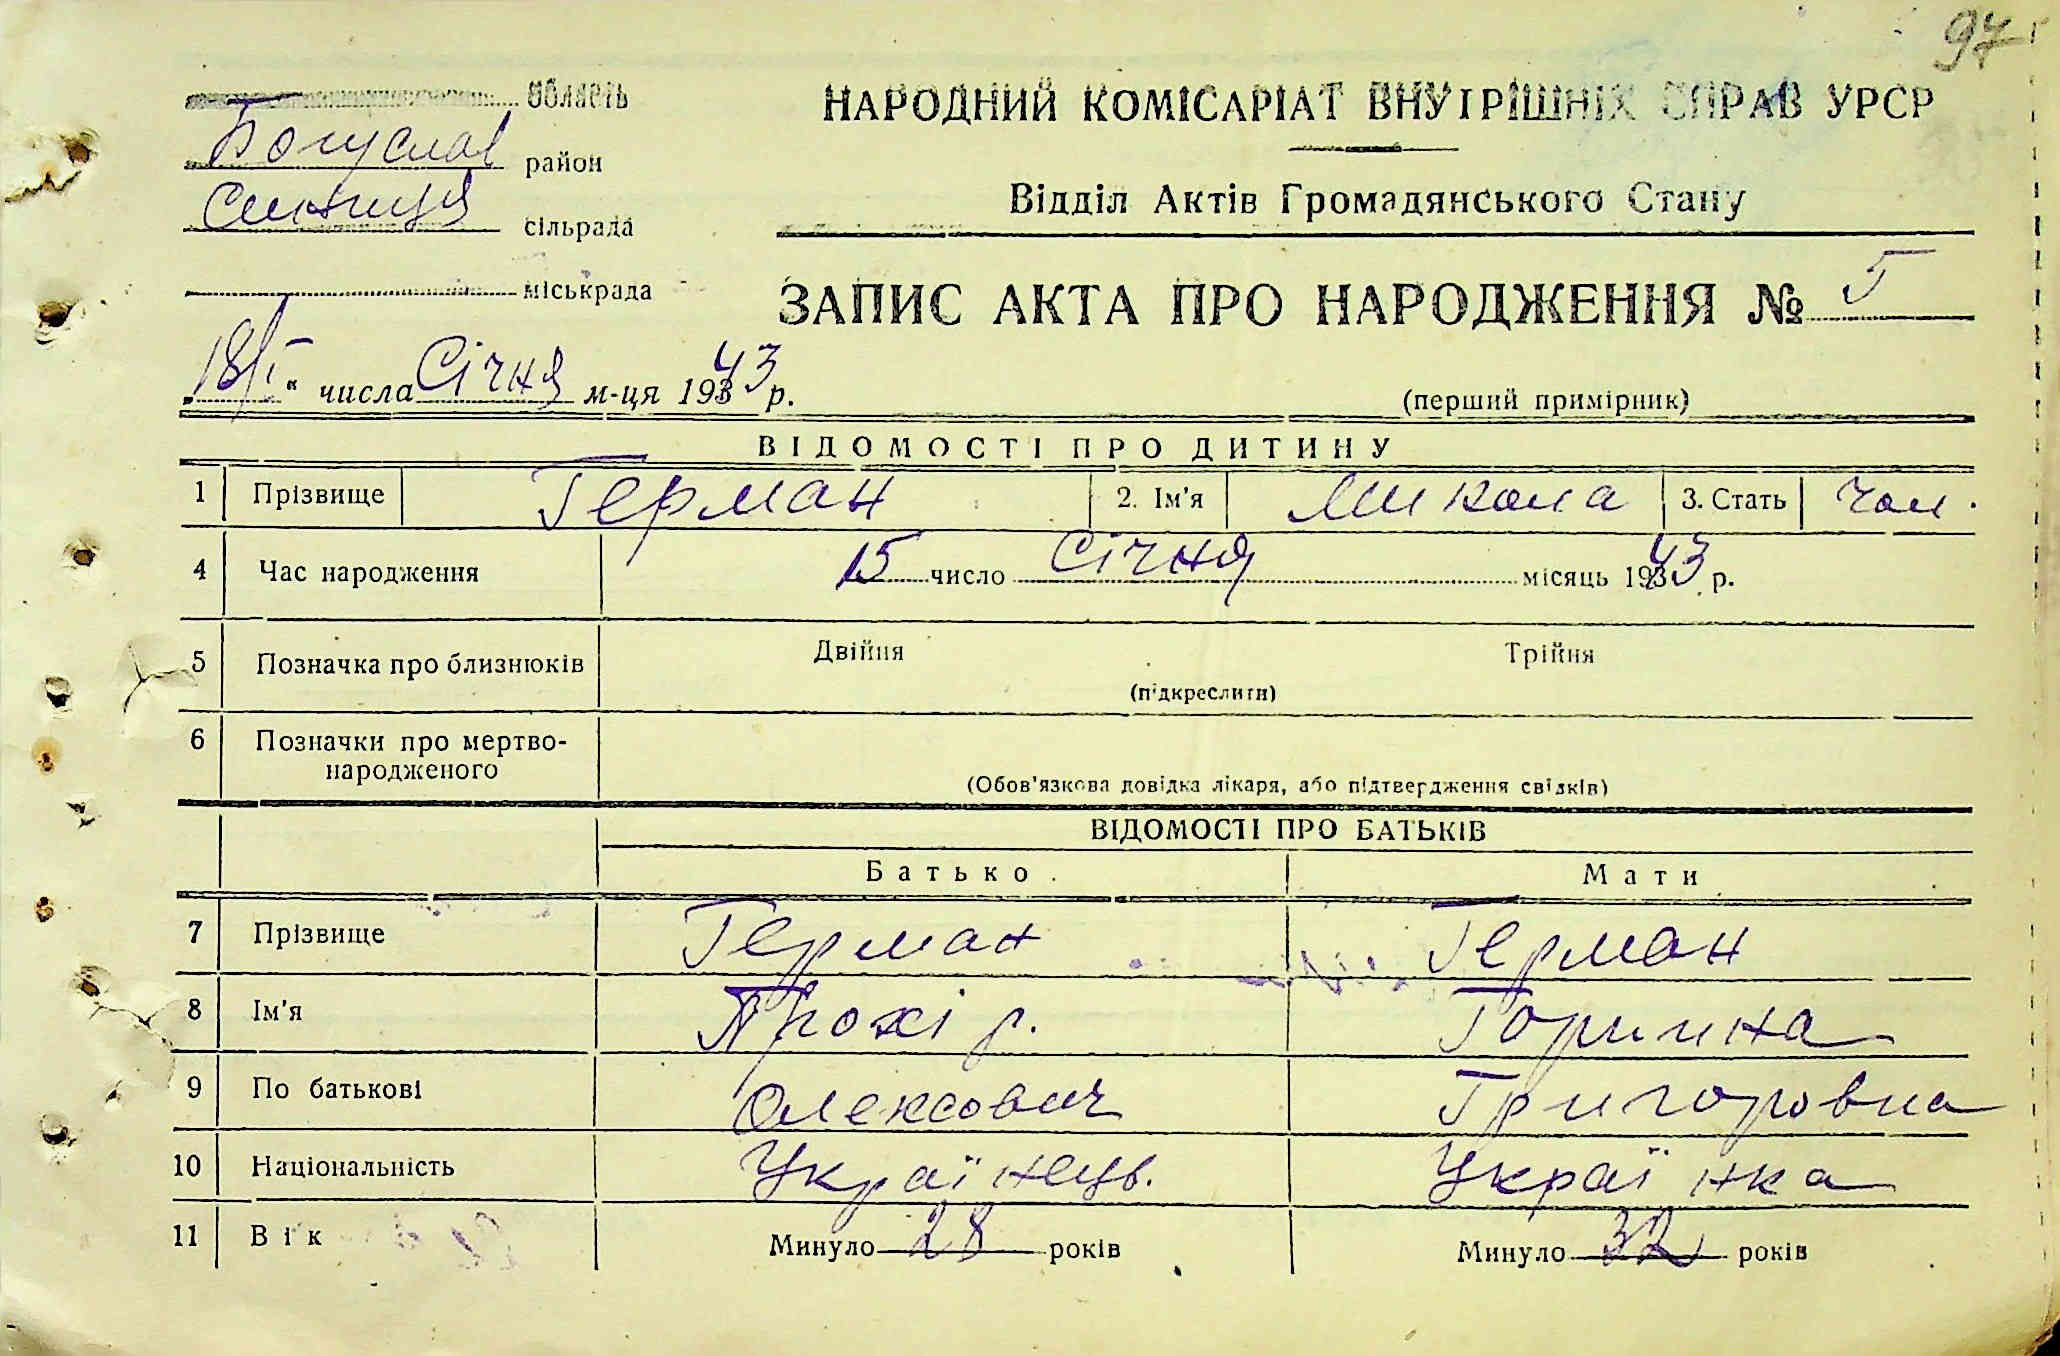 97
область
Богуслав район
Синиця сільрада
міськрада
НАРОДНИЙ КОМІСАРІАТ ВНУТРІШНІХ СПРАВ УРСР
Відділ Актів Громадянського Стану
ЗАПИС АКТА ПРО НАРОДЖЕННЯ № 5
„18/I" числа Січня м-ця 1943 р.
(перший примірник)
ВІДОМОСТІ ПРО ДИТИНУ
1 Прізвище Герман 2. Ім'я Микола 3. Стать чол.
4 Час народження 15 число Січня місяць 1943 р.
5 Позначка про близнюків Двійня Трійня
(підкреслити)
6 Позначки про мертво-
народженого
(Обов'язкова довідка лікаря, або підтвердження свідків)
ВІДОМОСТІ ПРО БАТЬКІВ
Батько Мати
7 Прізвище Герман Герман
8 Ім'я Прохір. Горпина
9 По батькові Олексович Григоровна
10 Національність Українець. Українка
11 Вік Минуло 28 років Минуло 32 років